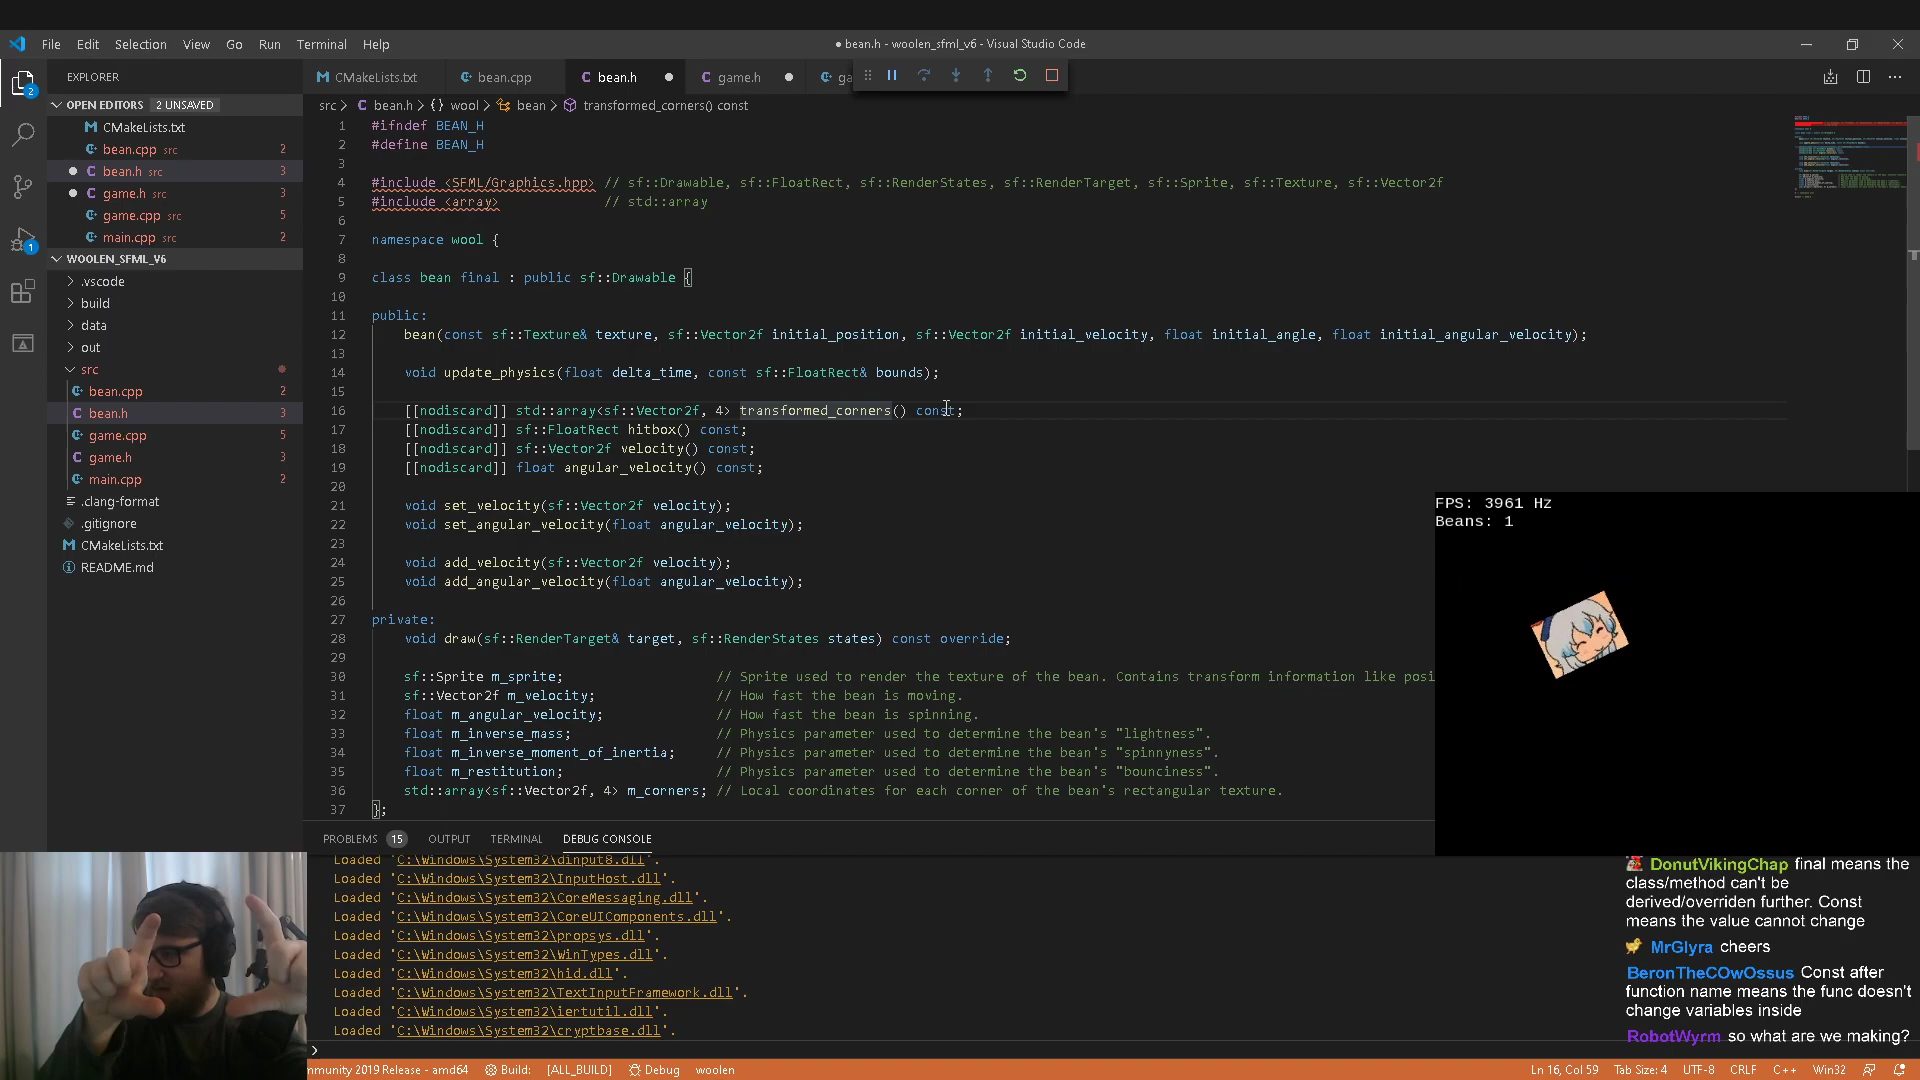 File Edit Selection View Go Run Terminal Help
● bean.h - woolen_sfml_v6 - Visual Studio Code
EXPLORER
CMakeLists.txt
bean.cpp
bean.h
game.h
ga
OPEN EDITORS 2 UNSAVED
CMakeLists.txt
bean.cpp src 2
bean.h src 3
game.h src 3
game.cpp src 5
main.cpp src 2
WOOLEN_SFML_V6
.vscode
build
data
out
src
bean.cpp 2
bean.h 3
game.cpp 5
game.h 3
main.cpp 2
.clang-format
.gitignore
CMakeLists.txt
README.md
2
1
src > C bean.h > {} wool > bean > transformed_corners() const
1 #ifndef BEAN_H
2 #define BEAN_H
3
4 #include <SFML/Graphics.hpp> // sf::Drawable, sf::FloatRect, sf::RenderStates, sf::RenderTarget, sf::Sprite, sf::Texture, sf::Vector2f
5 #include <array> // std::array
6
7 namespace wool {
8
9 class bean final : public sf::Drawable {
10
11 public:
12 bean(const sf::Texture& texture, sf::Vector2f initial_position, sf::Vector2f initial_velocity, float initial_angle, float initial_angular_velocity);
13
14 void update_physics(float delta_time, const sf::FloatRect& bounds);
15
16 [[nodiscard]] std::array<sf::Vector2f, 4> transformed_corners() const;
17 [[nodiscard]] sf::FloatRect hitbox() const;
18 [[nodiscard]] sf::Vector2f velocity() const;
19 [[nodiscard]] float angular_velocity() const;
20
21 void set_velocity(sf::Vector2f velocity);
22 void set_angular_velocity(float angular_velocity);
23
24 void add_velocity(sf::Vector2f velocity);
25 void add_angular_velocity(float angular_velocity);
26
27 private:
28 void draw(sf::RenderTarget& target, sf::RenderStates states) const override;
29
30 sf::Sprite m_sprite; // Sprite used to render the texture of the bean. Contains transform information like posi
31 sf::Vector2f m_velocity; // How fast the bean is moving.
32 float m_angular_velocity; // How fast the bean is spinning.
33 float m_inverse_mass; // Physics parameter used to determine the bean's "lightness".
34 float m_inverse_moment_of_inertia; // Physics parameter used to determine the bean's "spinnyness".
35 float m_restitution; // Physics parameter used to determine the bean's "bounciness".
36 std::array<sf::Vector2f, 4> m_corners; // Local coordinates for each corner of the bean's rectangular texture.
37 };
FPS: 3961 Hz
Beans: 1
PROBLEMS 15 OUTPUT TERMINAL DEBUG CONSOLE
Loaded 'C:\Windows\System32\dinput8.dll'.
Loaded 'C:\Windows\System32\InputHost.dll'.
Loaded 'C:\Windows\System32\CoreMessaging.dll'.
Loaded 'C:\Windows\System32\CoreUIComponents.dll'.
Loaded 'C:\Windows\System32\propsys.dll'.
Loaded 'C:\Windows\System32\WinTypes.dll'.
Loaded 'C:\Windows\System32\hid.dll'.
Loaded 'C:\Windows\System32\TextInputFramework.dll'.
Loaded 'C:\Windows\System32\iertutil.dll'.
Loaded 'C:\Windows\System32\cryptbase.dll'.
DonutVikingChap final means the
class/method can't be
derived/overriden further. Const
means the value cannot change
MrGlyra cheers
BeronTheCOwOssus Const after
function name means the func doesn't
change variables inside
RobotWyrm so what are we making?
mmunity 2019 Release - amd64 Build: [ALL_BUILD] Debug woolen
Ln 16, Col 59 Tab Size: 4 UTF-8 CRLF C++ Win32